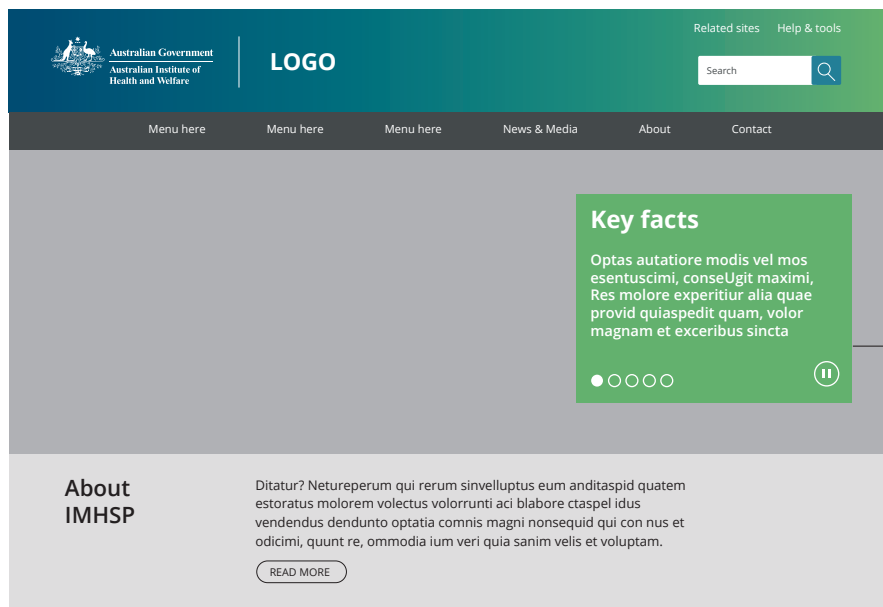 Related sites Help & tools
Australian Government
Australian Institute of
Health and Welfare
LOGO
Search
Menu here Menu here Menu here News & Media About Contact
Key facts
Optas autatiore modis vel mos
esentuscimi, conseUgit maximi,
Res molore experitiur alia quae
provid quiaspedit quam, volor
magnam et exceribus sincta
About
IMHSP
Ditatur? Netureperum qui rerum sinvelluptus eum anditaspid quatem
estoratus molorem volectus volorrunti aci blabore ctaspel idus
vendendus dendunto optatia comnis magni nonsequid qui con nus et
odicimi, quunt re, ommodia ium veri quia sanim velis et voluptam.
READ MORE